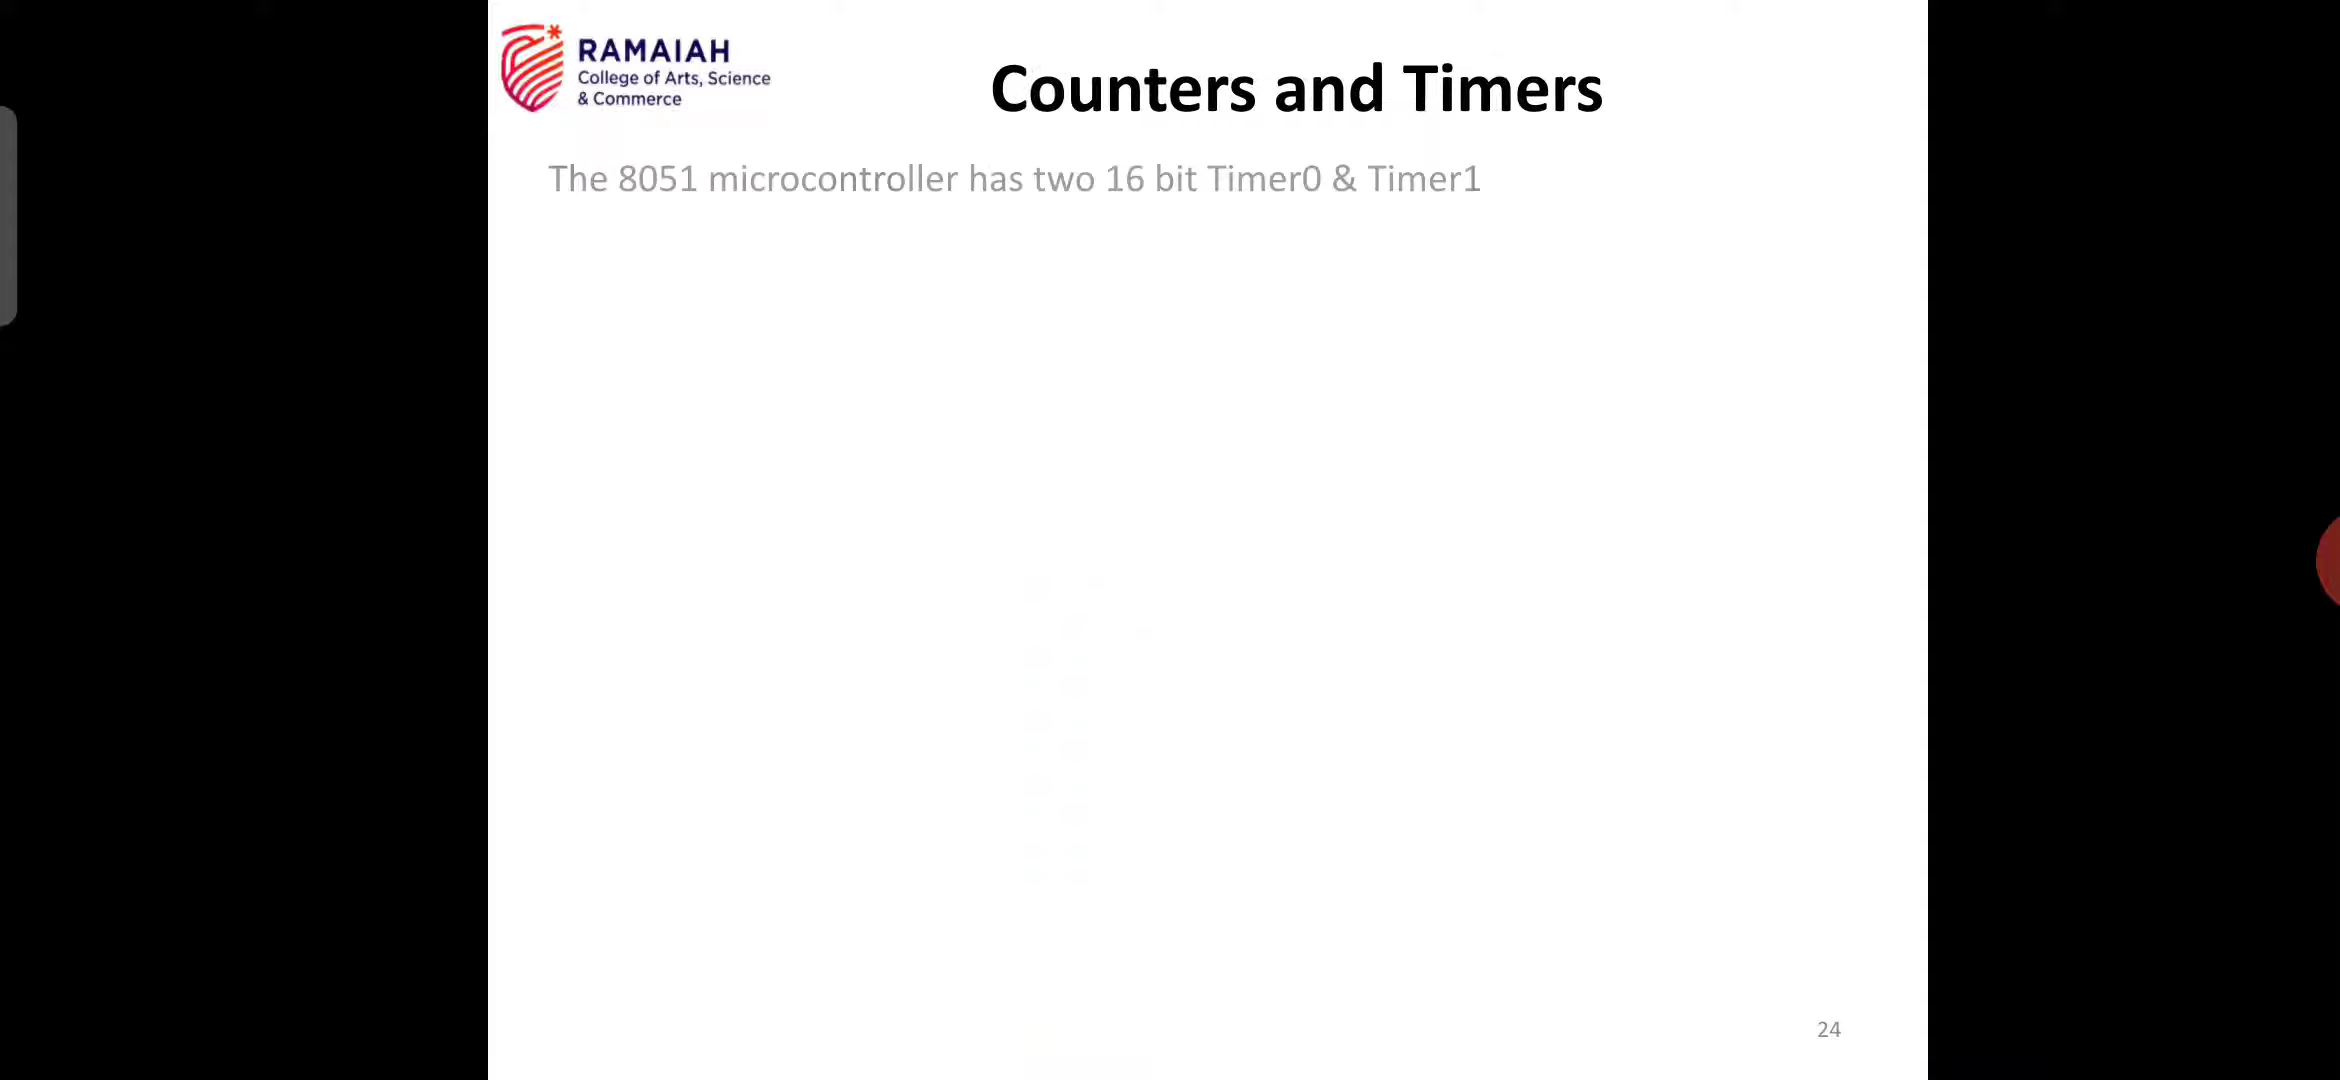 RAMAIAH
College of Arts, Science
& Commerce
Counters and Timers
The 8051 microcontroller has two 16 bit Timer0 & Timer1
24